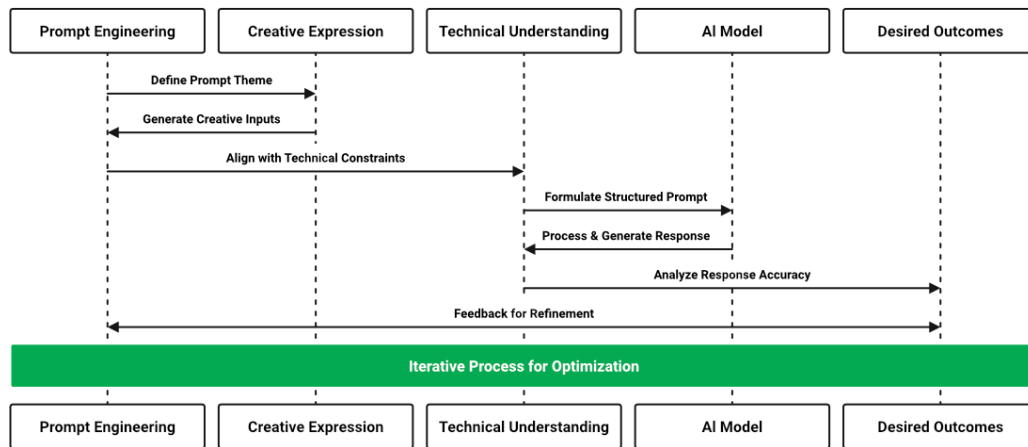 Prompt Engineering
Creative Expression
Technical Understanding
AI Model
Desired Outcomes
Define Prompt Theme
Generate Creative Inputs
Align with Technical Constraints
Formulate Structured Prompt
Process & Generate Response
Analyze Response Accuracy
Feedback for Refinement
Iterative Process for Optimization
Prompt Engineering
Creative Expression
Technical Understanding
AI Model
Desired Outcomes